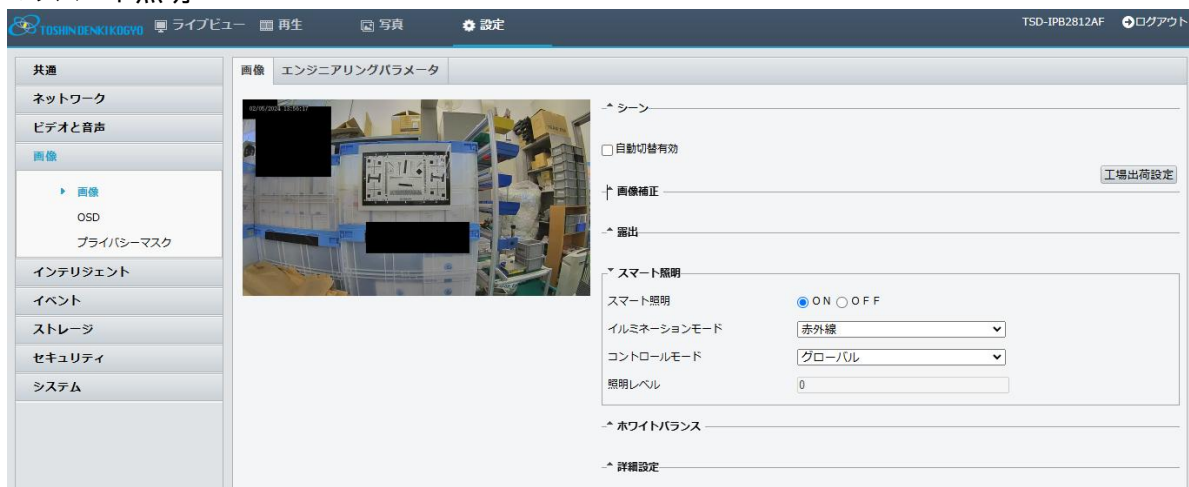 TOSHINDENKIKOGYO ライブビュー 再生 写真 設定 TSD-IPB2812AF ログアウト
共通
ネットワーク
ビデオと音声
画像
画像
OSD
プライバシーマスク
インテリジェント
イベント
ストレージ
セキュリティ
システム
画像 エンジニアリングパラメータ
シーン
自動切替有効
工場出荷設定
画像補正
露出
スマート照明
スマート照明 ON OFF
イルミネーションモード 赤外線
コントロールモード グローバル
照明レベル 0
ホワイトバランス
詳細設定